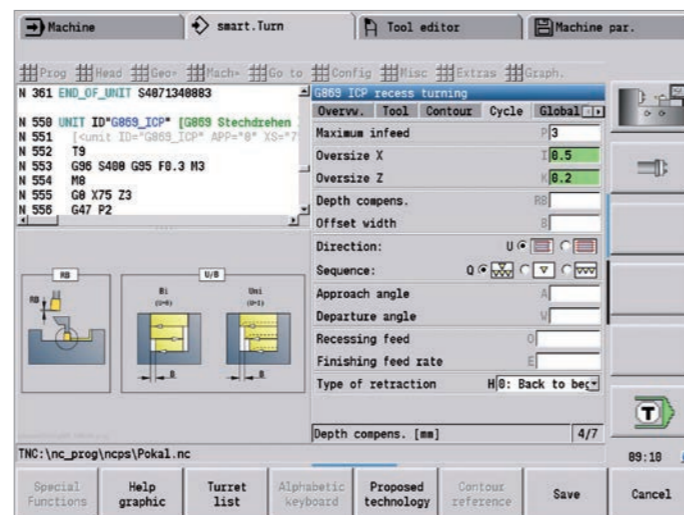 Machine
smart.Turn
Tool editor
Machine par.
Prog Head Geo+ Mach+ Go to Config Misc Extras Graph.
N 361 END_OF_UNIT S4071340883
N 550 UNIT ID"G869_ICP" [G869 Stechdrehen
N 551 [<unit ID="G869_ICP" APP="0" XS="7
N 552 T9
N 553 G96 S400 G95 F0.3 M3
N 554 M8
N 555 G0 X75 Z3
N 556 G47 P2
G869 ICP recess turning
Overvw. Tool Contour Cycle Global
Maximum infeed P 3
Oversize X I 0.5
Oversize Z K 0.2
Depth compens. RB
Offset width B
Direction: U
Sequence: Q
Approach angle A
Departure angle W
Recessing feed O
Finishing feed rate E
Type of retraction H 0: Back to beg
Depth compens. [mm] 4/7
RB
RB
U/B
Bi
(U=0)
Uni
(U=1)
B
B
T
TNC:\nc_prog\ncps\Pokal.nc
09:18
Special Functions
Help graphic
Turret list
Alphabetic keyboard
Proposed technology
Contour reference
Save
Cancel